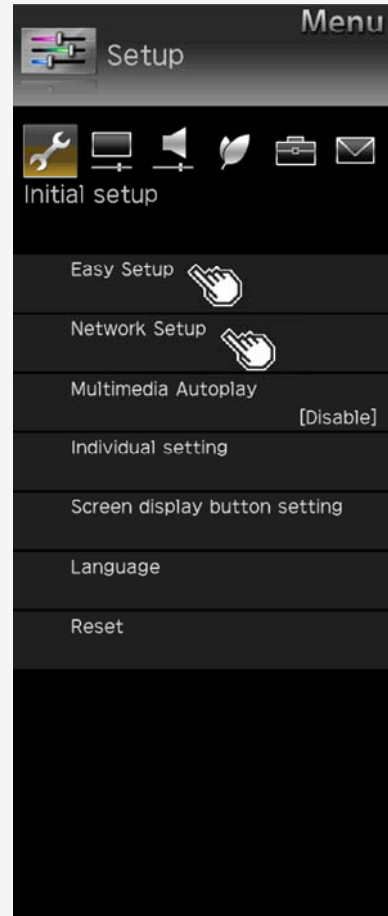 Menu
Setup
Initial setup
Easy Setup
Network Setup
Multimedia Autoplay
[Disable]
Individual setting
Screen display button setting
Language
Reset